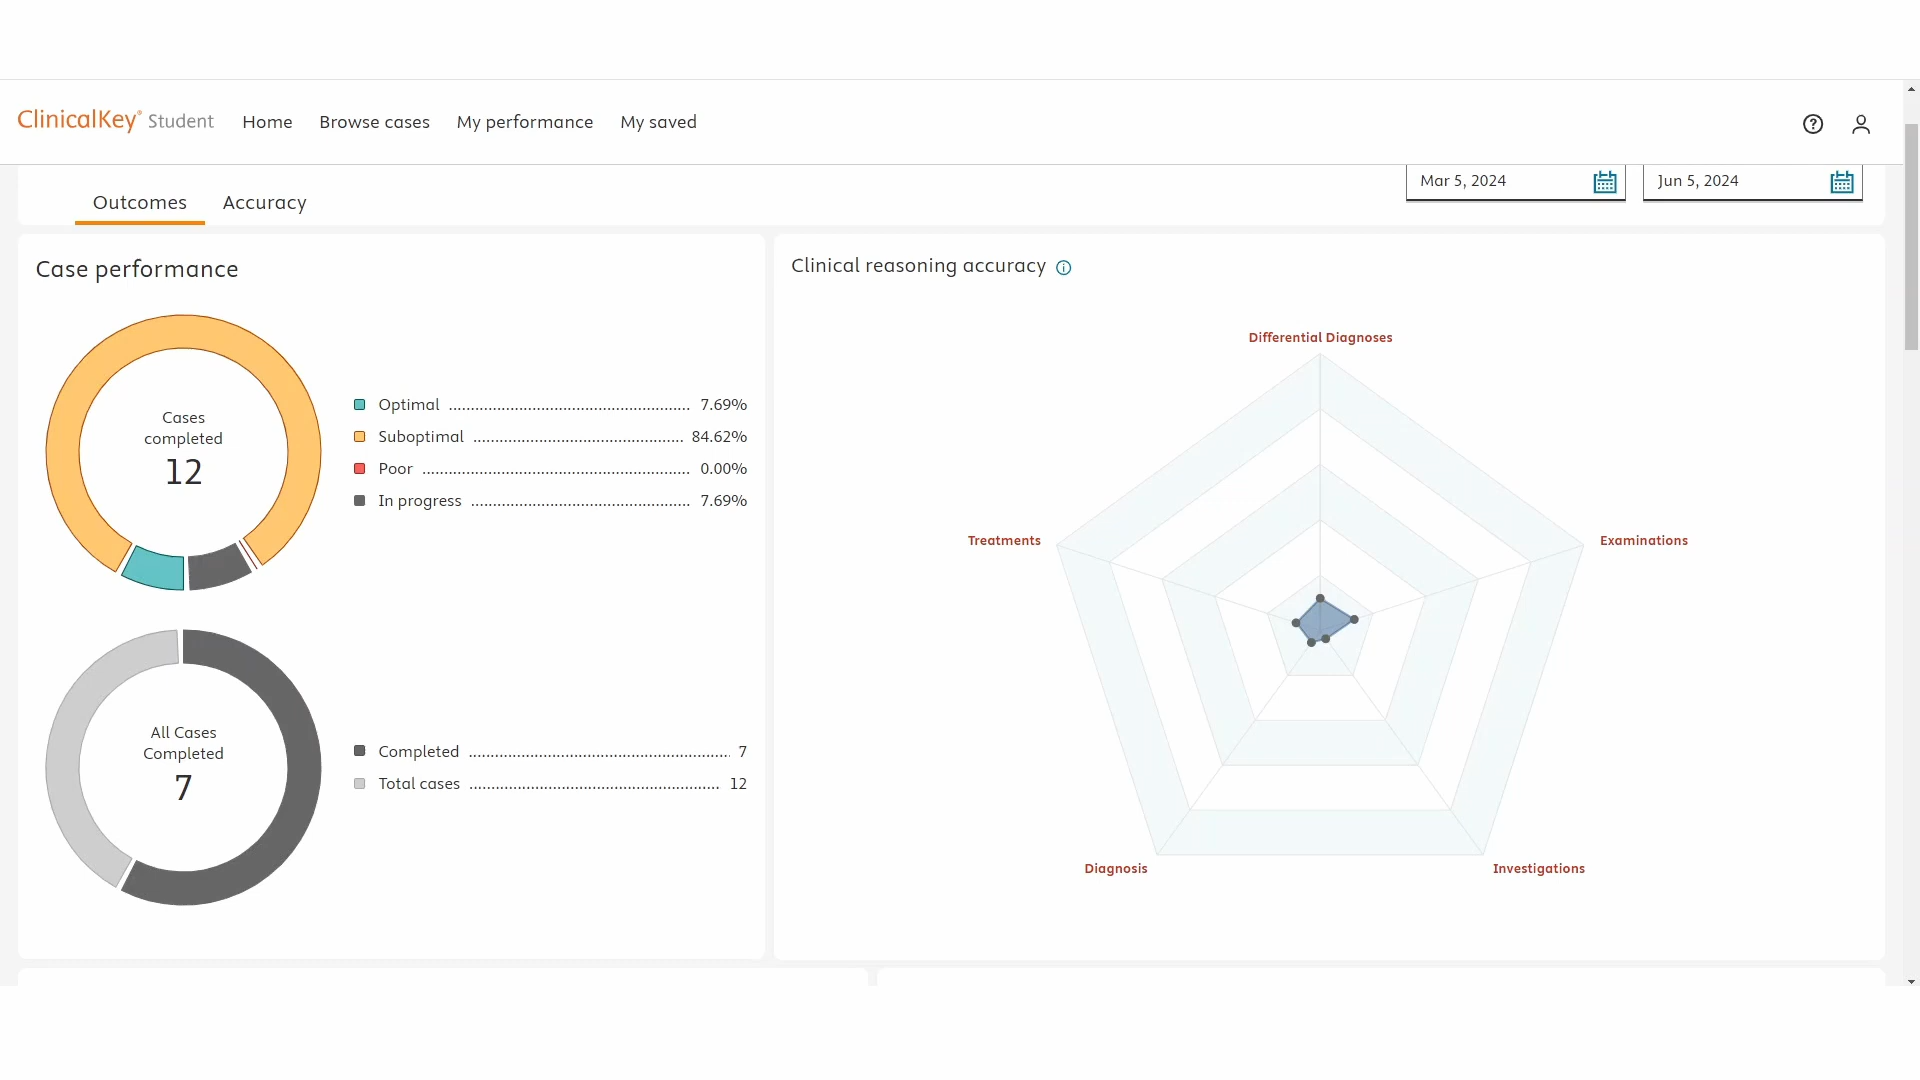 ClinicalKey® Student Home Browse cases My performance My saved
Outcomes Accuracy Mar 5, 2024 Jun 5, 2024
Case performance
Cases
completed
12
Optimal 7.69%
Suboptimal 84.62%
Poor 0.00%
In progress 7.69%
All Cases
Completed
7
Completed 7
Total cases 12
Clinical reasoning accuracy
Differential Diagnoses
Treatments
Examinations
Diagnosis
Investigations